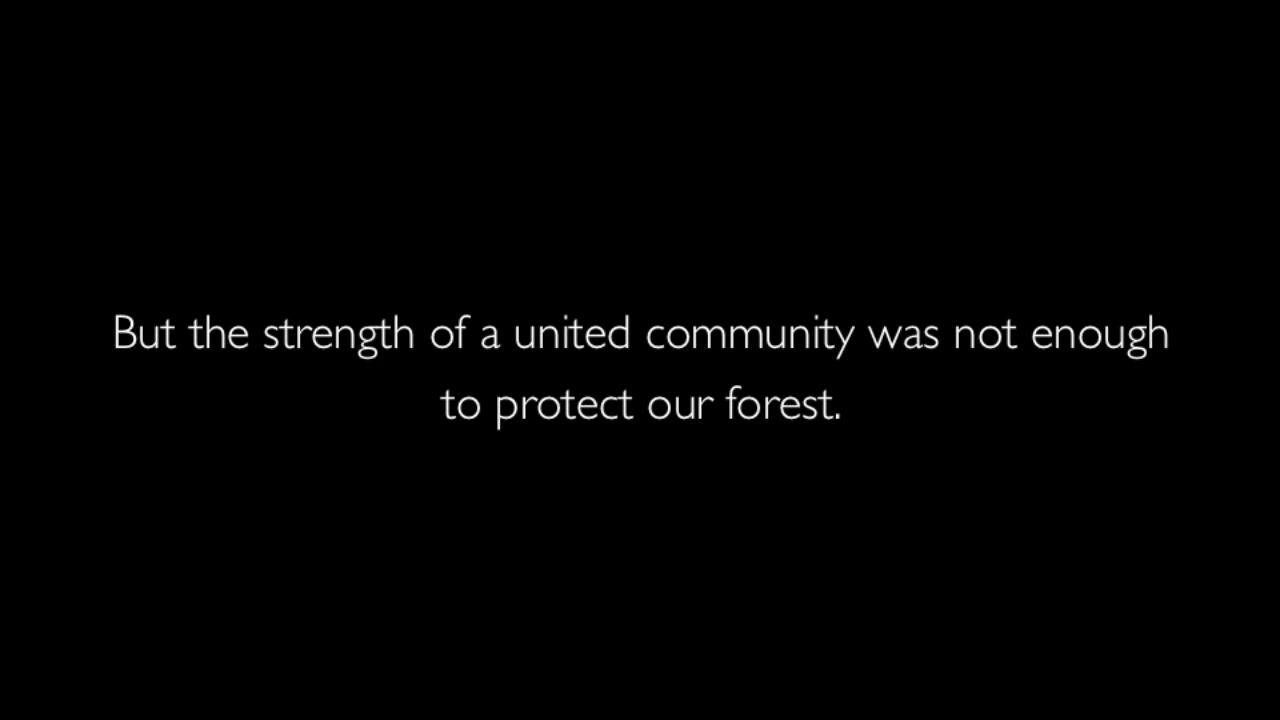 But the strength of a united community was not enough
to protect our forest.